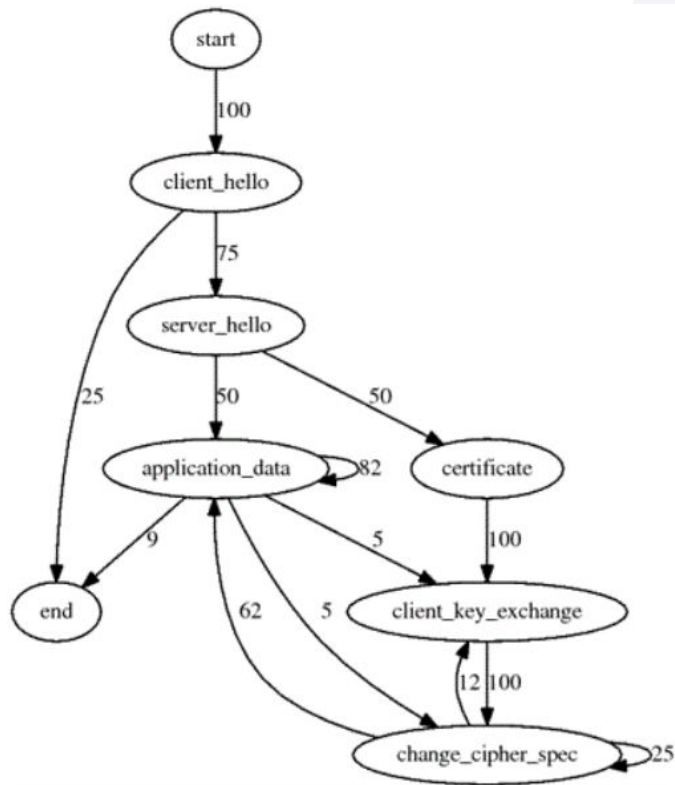 start
100
client_hello
75
server_hello
25
50
50
application_data
82
certificate
9
5
100
end
62
5
client_key_exchange
12
100
change_cipher_spec
25